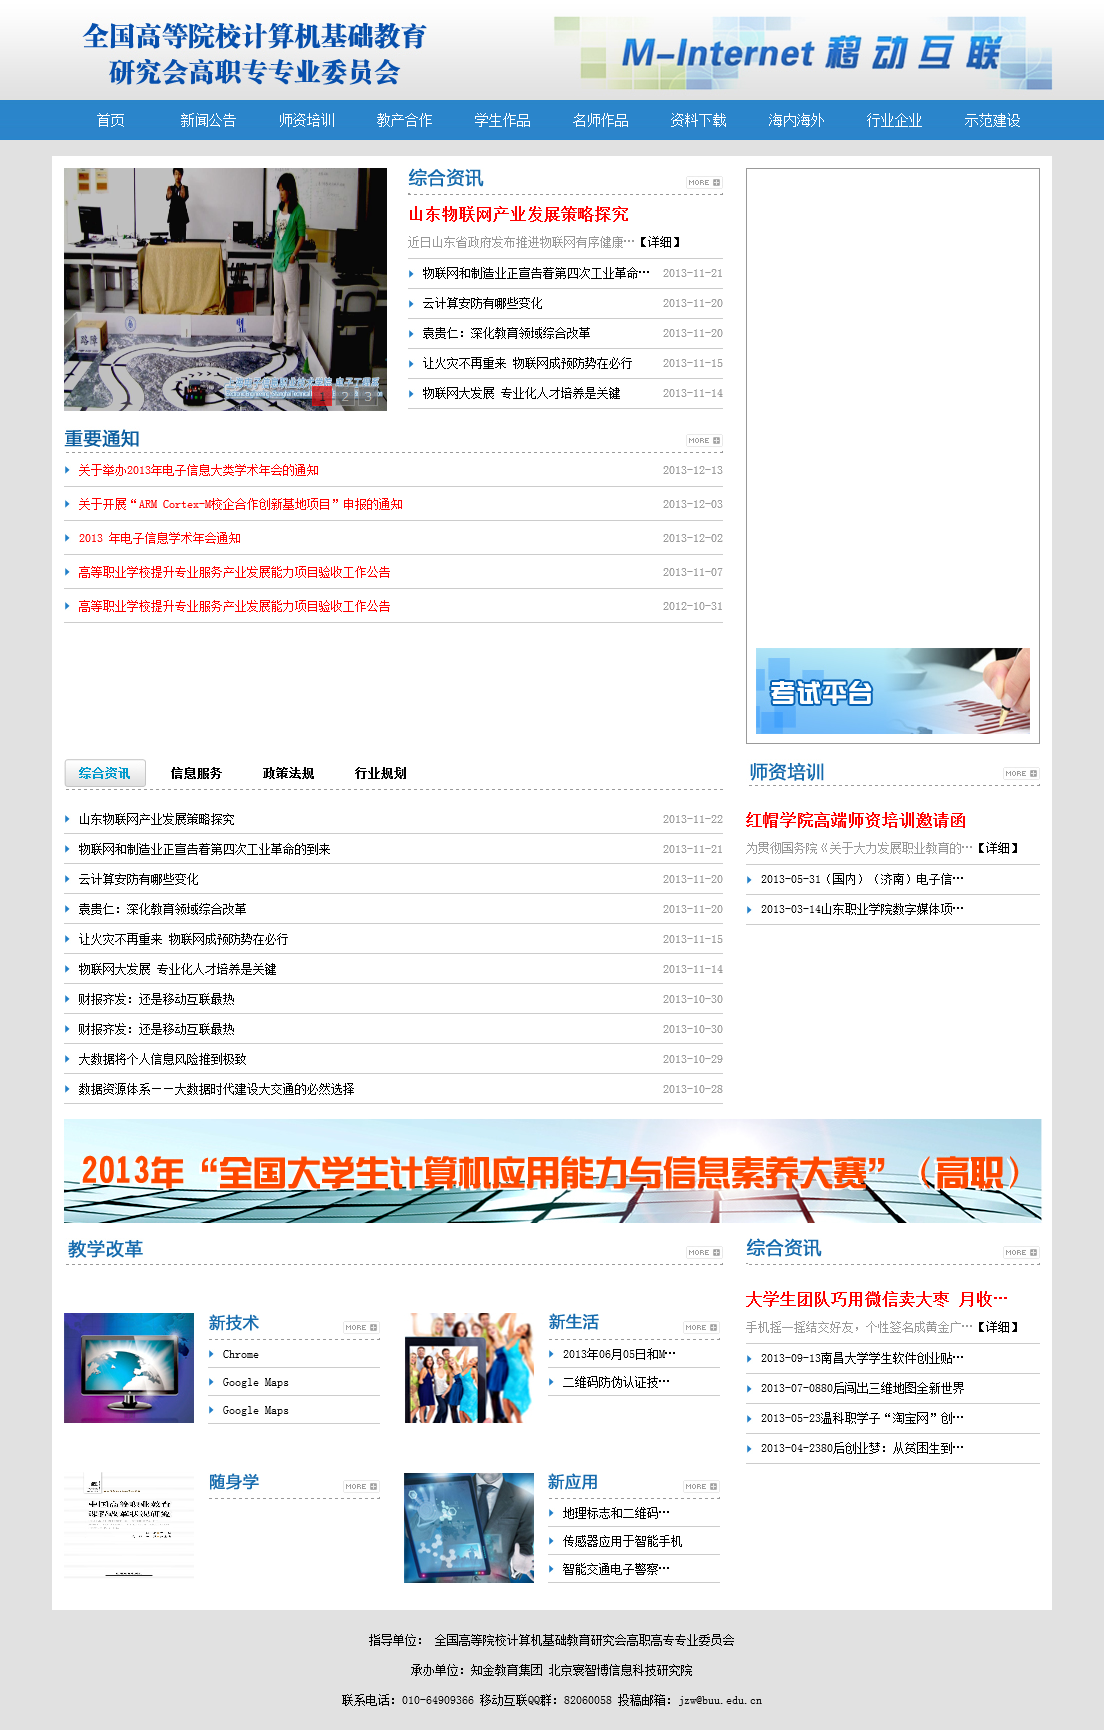 全国高等院校计算机基础教育
研究会高职专专业委员会
M-Internet 移动互联
首页 新闻公告 师资培训 教产合作 学生作品 名师作品 资料下载 海内海外 行业企业 示范建设
综合资讯 MORE
山东物联网产业发展策略探究
近日山东省政府发布推进物联网有序健康…【详细】
物联网和制造业正宣告着第四次工业革命… 2013-11-21
云计算安防有哪些变化 2013-11-20
袁贵仁：深化教育领域综合改革 2013-11-20
让火灾不再重来 物联网成预防势在必行 2013-11-15
物联网大发展 专业化人才培养是关键 2013-11-14
路障
1 2 3
重要通知 MORE
关于举办2013年电子信息大类学术年会的通知 2013-12-13
关于开展“ARM Cortex-M校企合作创新基地项目”申报的通知 2013-12-03
2013 年电子信息学术年会通知 2013-12-02
高等职业学校提升专业服务产业发展能力项目验收工作公告 2013-11-07
高等职业学校提升专业服务产业发展能力项目验收工作公告 2012-10-31
考试平台
综合资讯 信息服务 政策法规 行业规划
山东物联网产业发展策略探究 2013-11-22
物联网和制造业正宣告着第四次工业革命的到来 2013-11-21
云计算安防有哪些变化 2013-11-20
袁贵仁：深化教育领域综合改革 2013-11-20
让火灾不再重来 物联网成预防势在必行 2013-11-15
物联网大发展 专业化人才培养是关键 2013-11-14
财报齐发：还是移动互联最热 2013-10-30
财报齐发：还是移动互联最热 2013-10-30
大数据将个人信息风险推到极致 2013-10-29
数据资源体系——大数据时代建设大交通的必然选择 2013-10-28
师资培训 MORE
红帽学院高端师资培训邀请函
为贯彻国务院《关于大力发展职业教育的…【详细】
2013-05-31（国内）（济南）电子信…
2013-03-14山东职业学院数字媒体项…
2013年“全国大学生计算机应用能力与信息素养大赛”（高职）
教学改革 MORE
新技术 MORE
Chrome
Google Maps
Google Maps
新生活 MORE
2013年06月05日和M…
二维码防伪认证技…
中国高等职业教育
课程改革状况研究
随身学 MORE
新应用 MORE
地理标志和二维码…
传感器应用于智能手机
智能交通电子警察…
综合资讯 MORE
大学生团队巧用微信卖大枣 月收…
手机摇一摇结交好友，个性签名成黄金广…【详细】
2013-09-13南昌大学学生软件创业贴…
2013-07-0880后闯出三维地图全新世界
2013-05-23温科职学子“淘宝网”创…
2013-04-2380后创业梦：从贫困生到…
指导单位： 全国高等院校计算机基础教育研究会高职高专专业委员会
承办单位：知金教育集团 北京寰智博信息科技研究院
联系电话：010-64909366 移动互联QQ群：82060058 投稿邮箱：jzw@buu.edu.cn